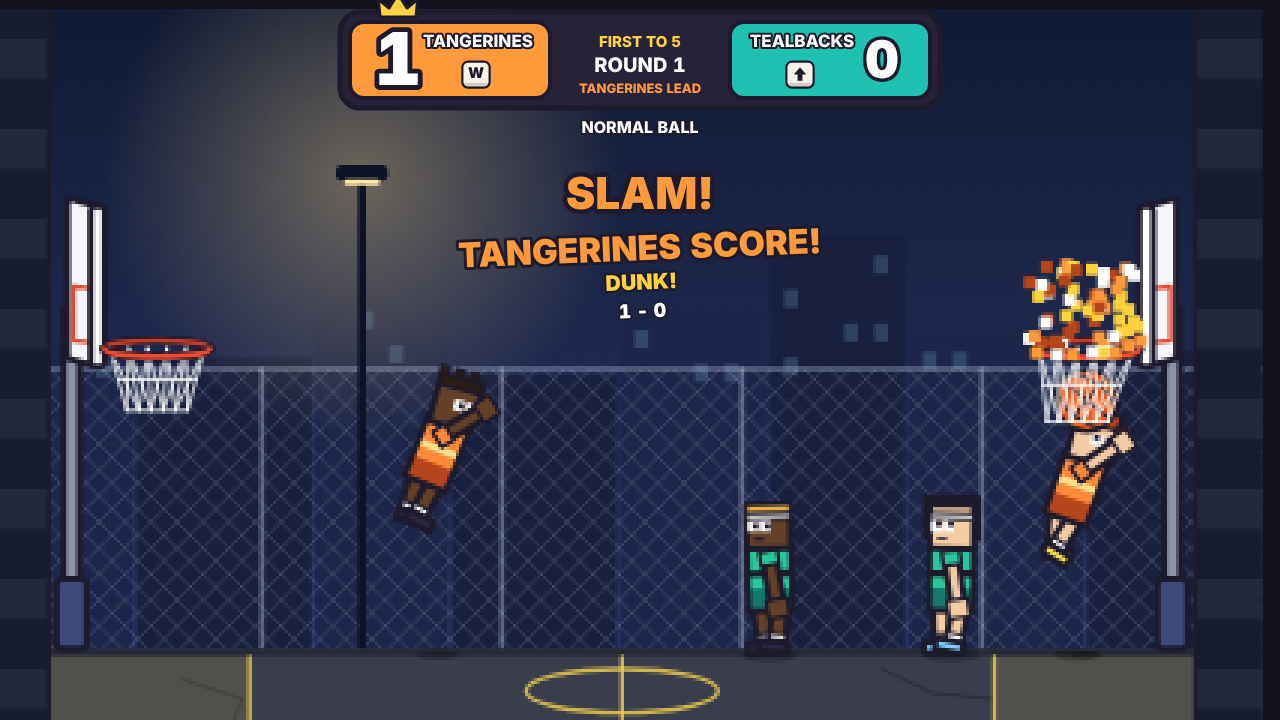 1
TANGERINES
W
FIRST TO 5
ROUND 1
TANGERINES LEAD
TEALBACKS
0
NORMAL BALL
SLAM!
TANGERINES SCORE!
DUNK!
1 - 0